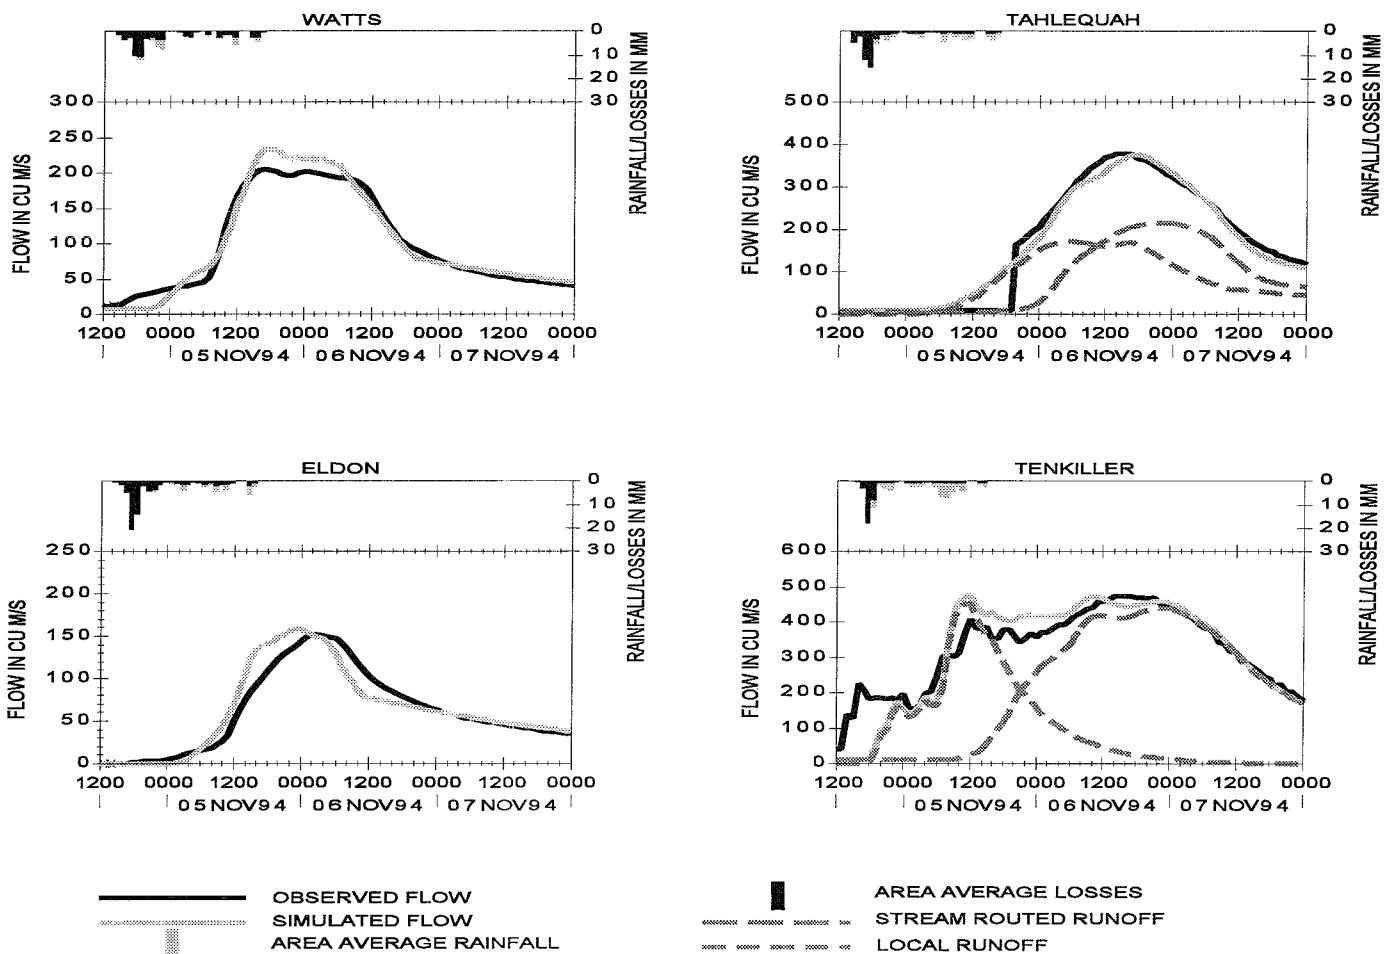 WATTS
0
10
20
30
RAINFALL/LOSSES IN MM
300
250
200
150
100
50
0
FLOW IN CU M/S
1200 0000 1200 0000 1200 0000 1200 0000
05NOV94 06NOV94 07NOV94
TAHLEQUAH
0
10
20
30
RAINFALL/LOSSES IN MM
500
400
300
200
100
0
FLOW IN CU M/S
1200 0000 1200 0000 1200 0000 1200 0000
05NOV94 06NOV94 07NOV94
ELDON
0
10
20
30
RAINFALL/LOSSES IN MM
250
200
150
100
50
0
FLOW IN CU M/S
1200 0000 1200 0000 1200 0000 1200 0000
05NOV94 06NOV94 07NOV94
TENKILLER
0
10
20
30
RAINFALL/LOSSES IN MM
600
500
400
300
200
100
0
FLOW IN CU M/S
1200 0000 1200 0000 1200 0000 1200 0000
05NOV94 06NOV94 07NOV94
OBSERVED FLOW
SIMULATED FLOW
AREA AVERAGE RAINFALL
AREA AVERAGE LOSSES
STREAM ROUTED RUNOFF
LOCAL RUNOFF